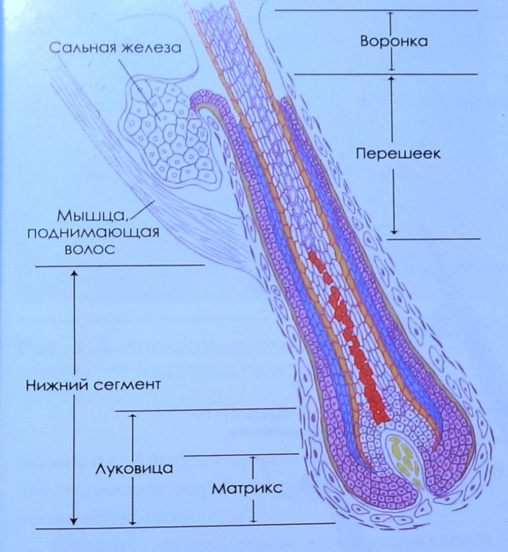 Сальная железа
Воронка
Перешеек
Мышца,
поднимающая
волос
Нижний сегмент
Луковица
Матрикс